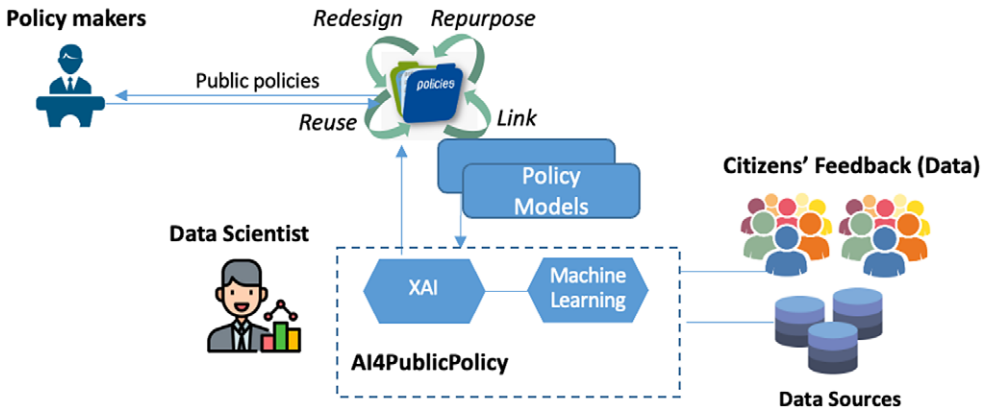 Policy makers
Redesign
Repurpose
Public policies
policies
Reuse
Link
Policy
Models
Citizens’ Feedback (Data)
Data Scientist
XAI
Machine
Learning
AI4PublicPolicy
Data Sources